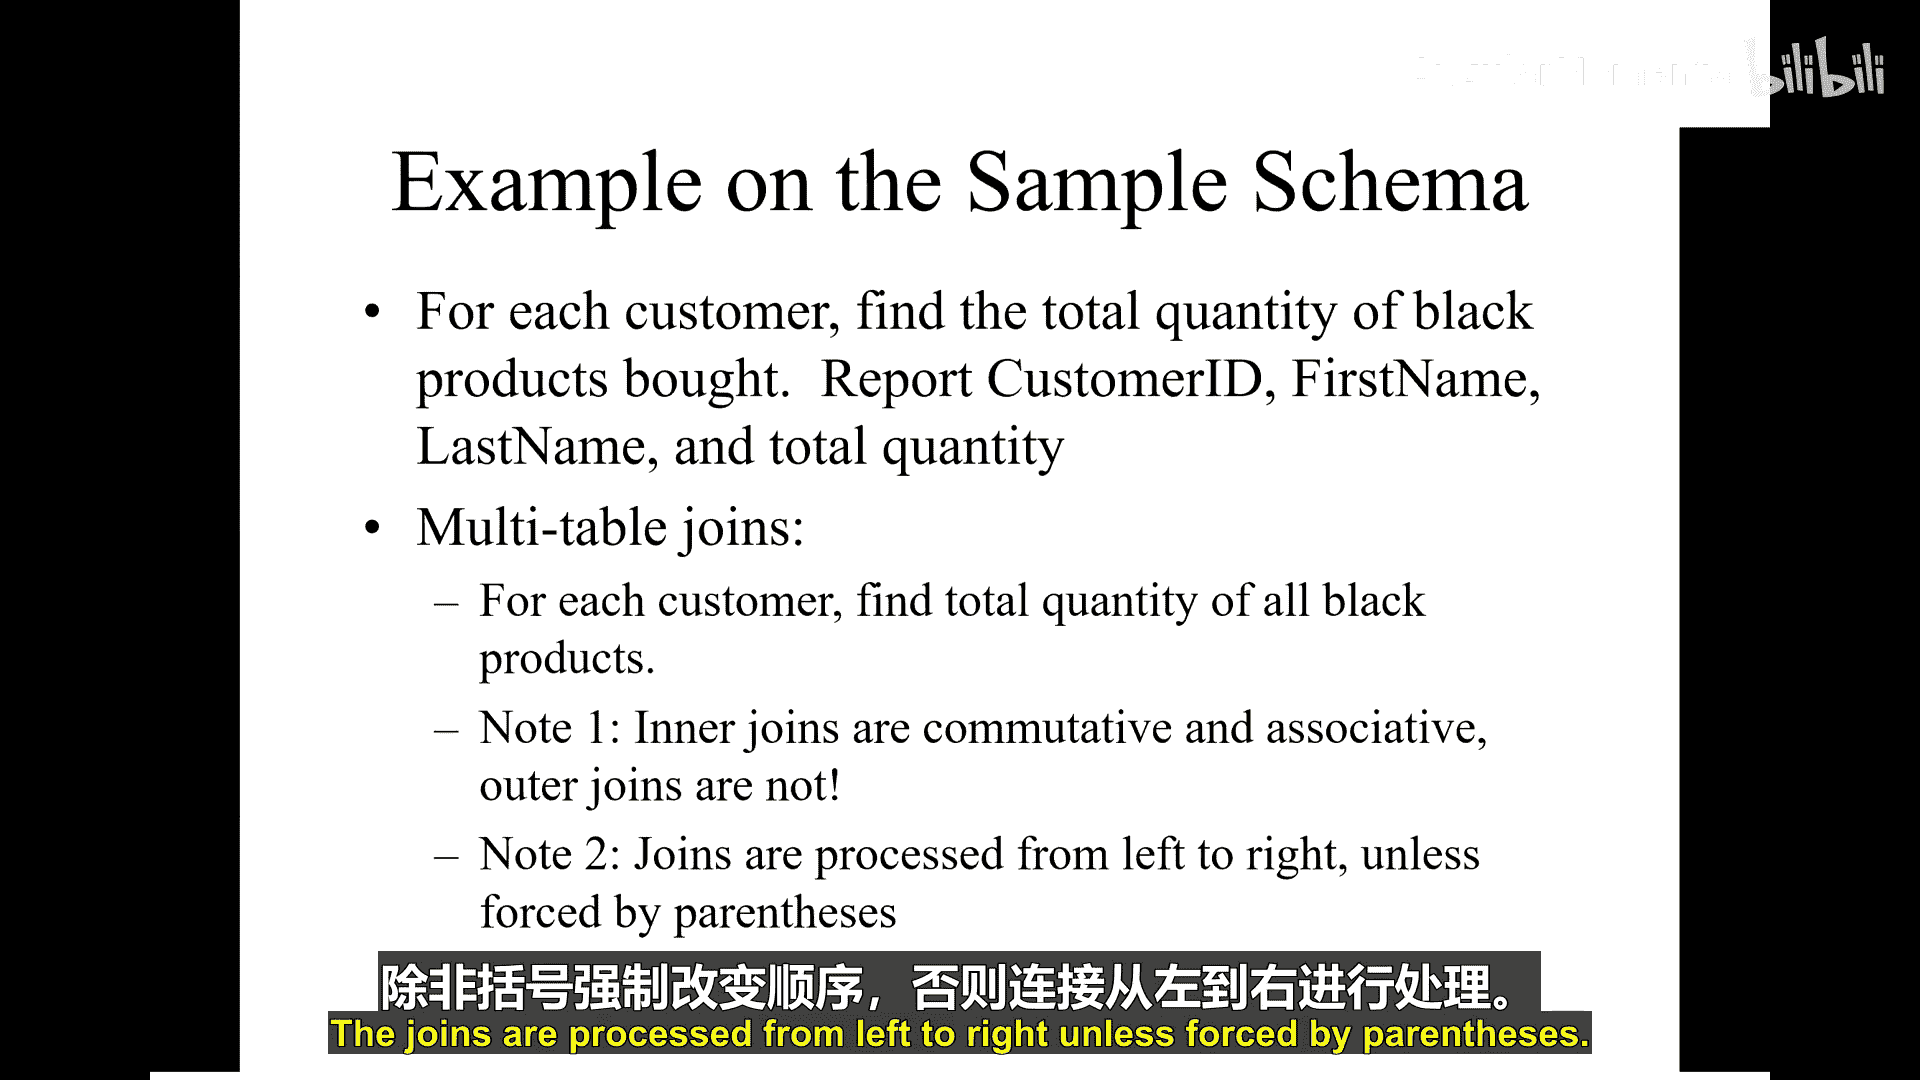 bilibili
Example on the Sample Schema
• For each customer, find the total quantity of black
products bought.  Report CustomerID, FirstName,
LastName, and total quantity
• Multi-table joins:
– For each customer, find total quantity of all black
products.
– Note 1: Inner joins are commutative and associative,
outer joins are not!
– Note 2: Joins are processed from left to right, unless
forced by parentheses
除非括号强制改变顺序，否则连接从左到右进行处理。
The joins are processed from left to right unless forced by parentheses.